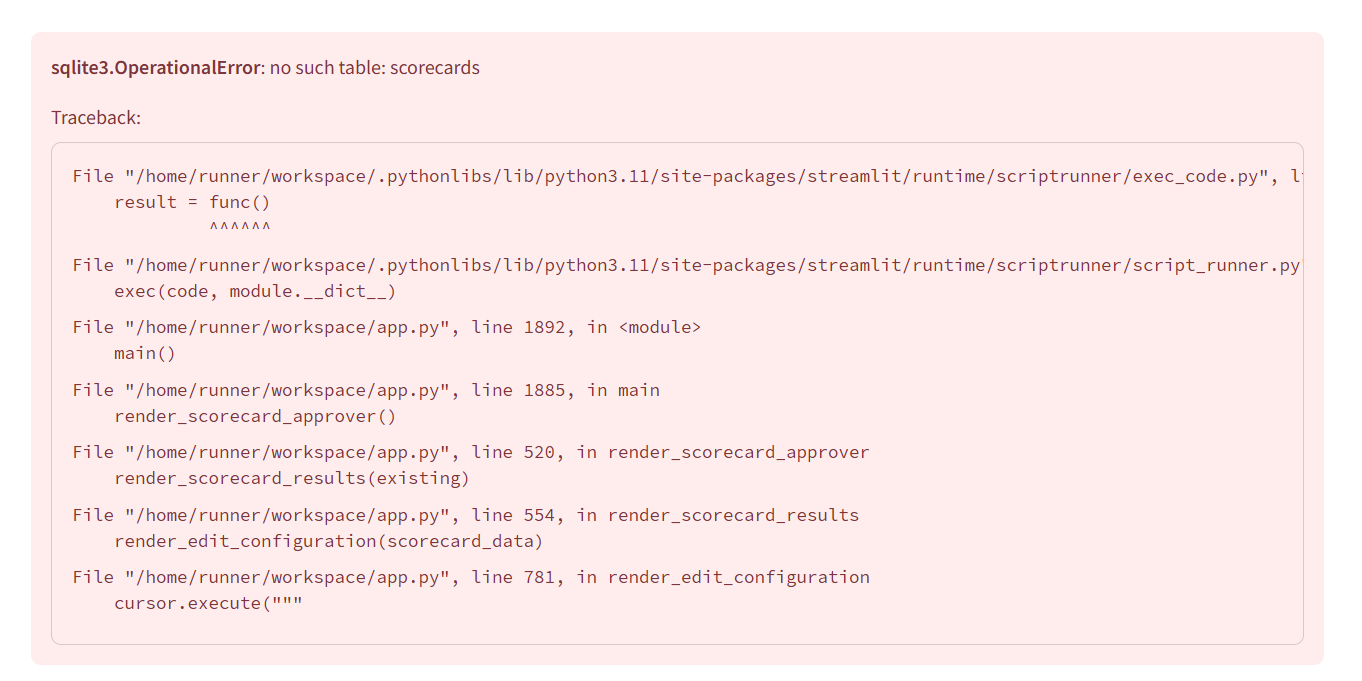 sqlite3.OperationalError: no such table: scorecards
Traceback:
File "/home/runner/workspace/.pythonlibs/lib/python3.11/site-packages/streamlit/runtime/scriptrunner/exec_code.py", li
    result = func()
             ^^^^^^
File "/home/runner/workspace/.pythonlibs/lib/python3.11/site-packages/streamlit/runtime/scriptrunner/script_runner.py"
    exec(code, module.__dict__)
File "/home/runner/workspace/app.py", line 1892, in <module>
    main()
File "/home/runner/workspace/app.py", line 1885, in main
    render_scorecard_approver()
File "/home/runner/workspace/app.py", line 520, in render_scorecard_approver
    render_scorecard_results(existing)
File "/home/runner/workspace/app.py", line 554, in render_scorecard_results
    render_edit_configuration(scorecard_data)
File "/home/runner/workspace/app.py", line 781, in render_edit_configuration
    cursor.execute("""